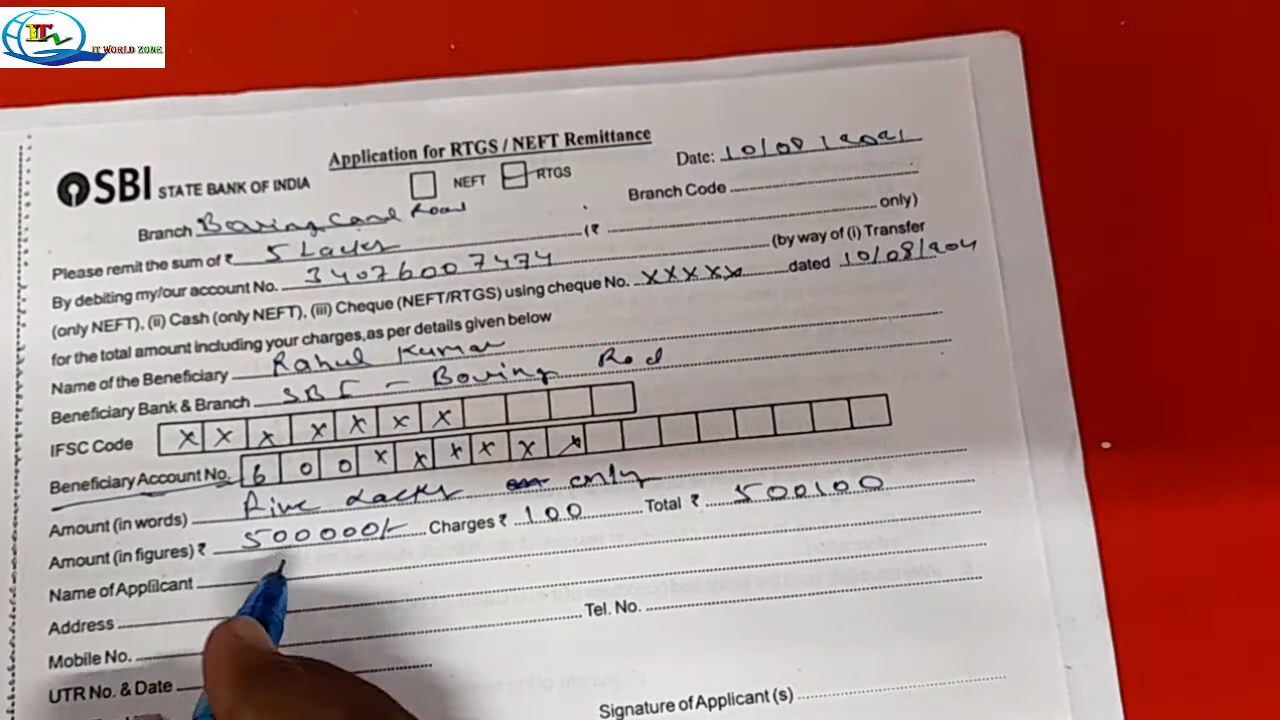 ITW
IT WORLD ZONE
SBI STATE BANK OF INDIA
Application for RTGS / NEFT Remittance
NEFT RTGS
Date: 10/08/2021
Branch Code
Branch Boring Canal Road
Please remit the sum of ₹ 5 Lacks (₹ only)
By debiting my/our account No. 34076007474 (by way of (i) Transfer
(only NEFT), (ii) Cash (only NEFT), (iii) Cheque (NEFT/RTGS) using cheque No. XXXXX dated 10/08/204
for the total amount including your charges,as per details given below
Name of the Beneficiary Rahul Kumar
Beneficiary Bank & Branch SBI - Boring Rod
IFSC Code X X X X X X X
Beneficiary Account No. 6 0 0 X X X X X X
Amount (in words) Five Lacks only
Amount (in figures) ₹ 500000/- Charges ₹ 100 Total ₹ 500100
Name of Applicant
Address
Mobile No. Tel. No.
UTR No. & Date
Signature of Applicant (s)